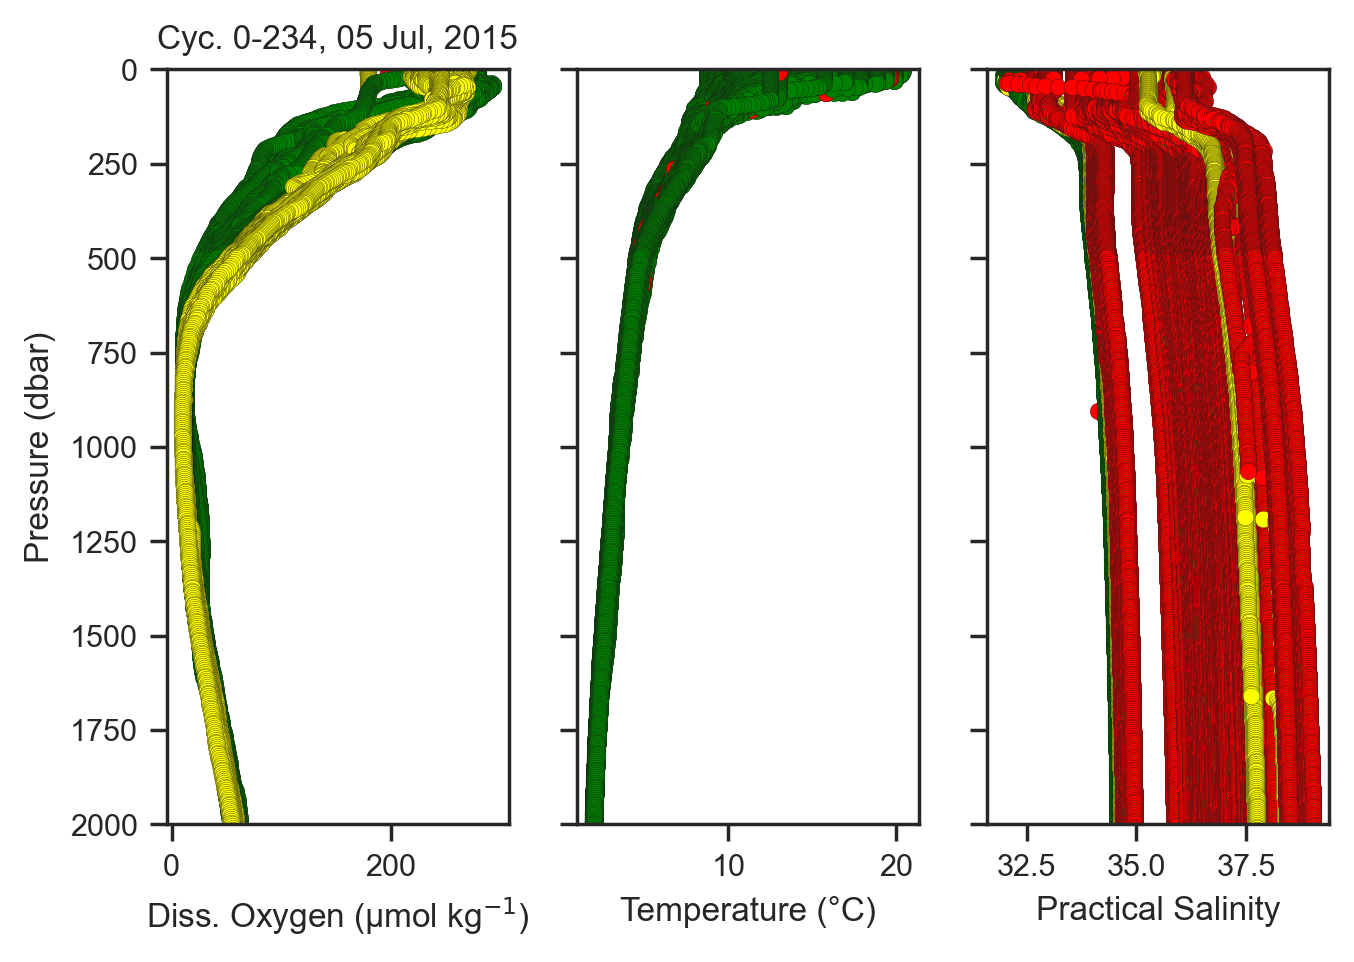 Cyc. 0-234, 05 Jul, 2015
0
250
500
750
1000
1250
1500
1750
2000
Pressure (dbar)
0 200
10 20
32.5 35.0 37.5
Diss. Oxygen (μmol kg⁻¹)
Temperature (°C)
Practical Salinity